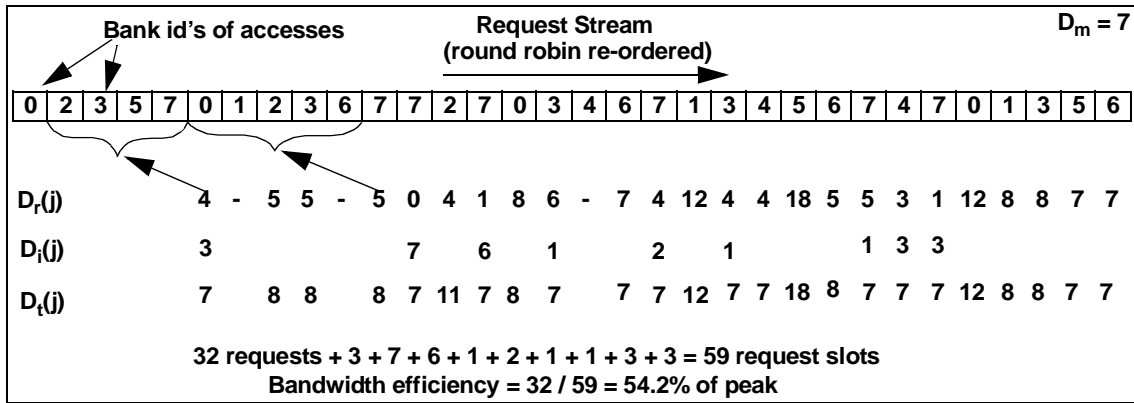 Bank id's of accesses
Request Stream
(round robin re-ordered)
D_m = 7
0 2 3 5 7 0 1 2 3 6 7 7 2 7 0 3 4 6 7 1 3 4 5 6 7 4 7 0 1 3 5 6
D_r(j) 4 - 5 5 - 5 0 4 1 8 6 - 7 4 12 4 4 18 5 5 3 1 12 8 8 7 7
D_i(j) 3 7 6 1 2 1 1 3 3
D_t(j) 7 8 8 8 7 11 7 8 7 7 7 12 7 7 18 8 7 7 7 12 8 8 7 7
32 requests + 3 + 7 + 6 + 1 + 2 + 1 + 1 + 3 + 3 = 59 request slots
Bandwidth efficiency = 32 / 59 = 54.2% of peak